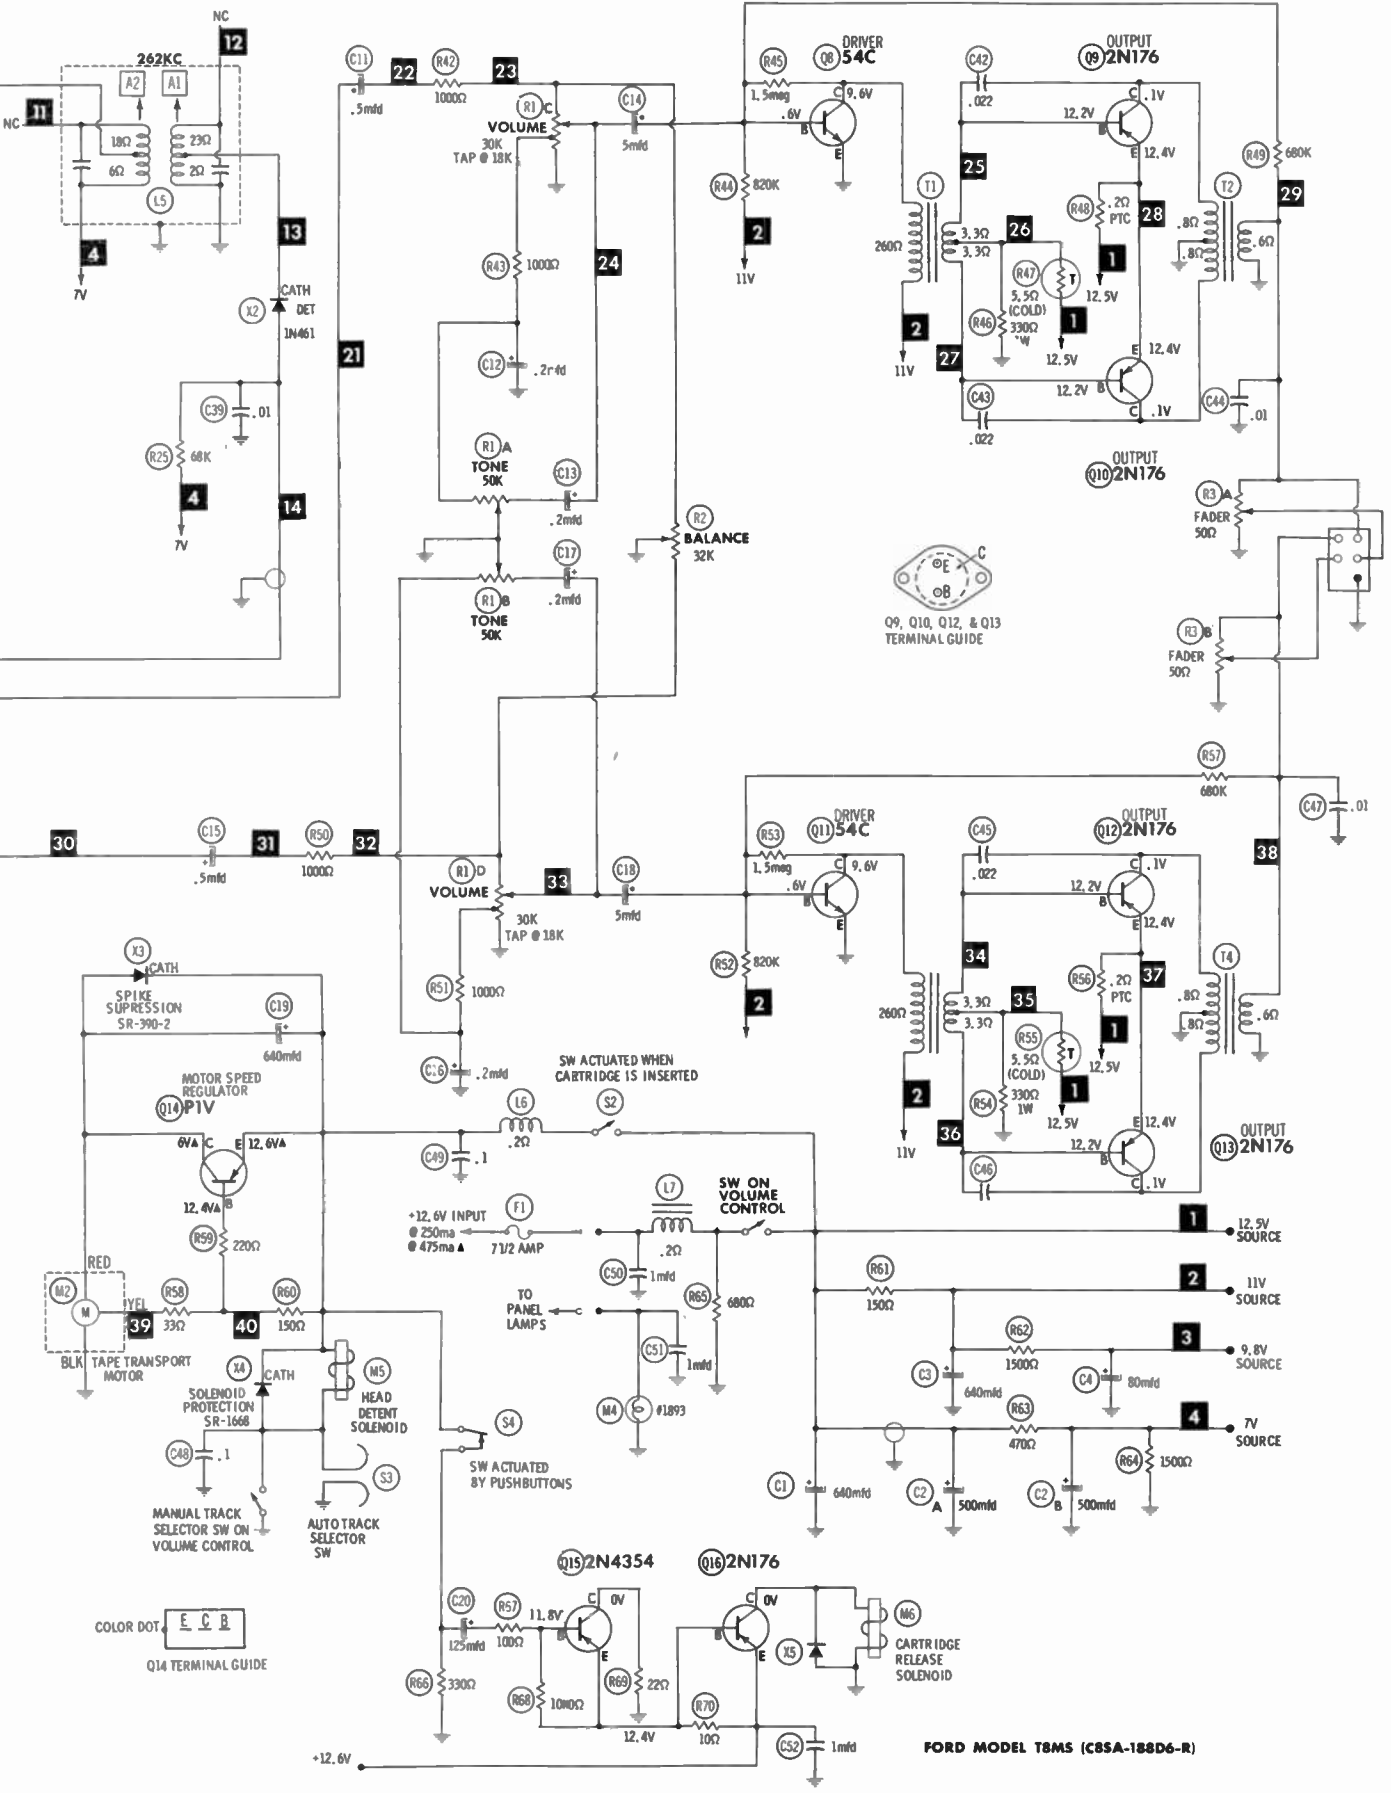 NC
12
262KC
A2
A1
11
NC
18Ω
23Ω
6Ω
2Ω
L5
4
7V
13
CATH
X2
DET
1N461
C39
.01
R25
68K
4
7V
14
21
C11
.5mfd
22
R42
1000Ω
23
R1 C
VOLUME
30K
TAP @ 18K
C14
5mfd
R43
1000Ω
24
C12
R1 A
TONE
50K
C13
.2mfd
C17
.2mfd
R1 B
TONE
50K
R2
BALANCE
32K
R45
1.5meg
Q8
DRIVER
54C
C 9.6V
.6V
B
E
R44
820K
2
11V
C42
.022
OUTPUT
Q9 2N176
C .1V
12.2V
B
E 12.4V
25
T1
260Ω
3.3Ω
3.3Ω
26
R47
5.5Ω
(COLD)
T
R46
330Ω
1
12.5V
R48
.2Ω
PTC
28
1
12.5V
T2
.8Ω
.8Ω
.6Ω
R49
680K
29
2
11V
27
E 12.4V
12.2V
B
C .1V
C43
.022
OUTPUT
Q10 2N176
C44
.01
R3 A
FADER
50Ω
E
B
C
Q9, Q10, Q12, & Q13
TERMINAL GUIDE
R3 B
FADER
50Ω
R57
680K
C47
.01
38
30
C15
.5mfd
31
R50
1000Ω
32
R1 D
VOLUME
30K
TAP @ 18K
33
C18
5mfd
R51
1000Ω
C16
.2mfd
R53
1.5meg
DRIVER
Q11 54C
C 9.6V
.6V
B
E
R52
820K
2
C45
.022
OUTPUT
Q12 2N176
C .1V
12.2V
B
E 12.4V
34
260Ω
3.3Ω
3.3Ω
35
R55
5.5Ω
(COLD)
T
R54
330Ω
1W
1
12.5V
R56
.2Ω
PTC
37
1
12.5V
T4
.8Ω
.8Ω
.6Ω
2
11V
36
E 12.4V
12.2V
B
C .1V
C46
OUTPUT
Q13 2N176
X3
CATH
SPIKE
SUPRESSION
SR-390-2
C19
640mfd
MOTOR SPEED
REGULATOR
Q14 P1V
6V▲ C
E 12.6V▲
12.4V▲ B
R59
220Ω
SW ACTUATED WHEN
CARTRIDGE IS INSERTED
L6
.2Ω
S2
C49
.1
+12.6V INPUT
@ 250ma
@ 475ma ▲
F1
7 1/2 AMP
L7
.2Ω
SW ON
VOLUME
CONTROL
C50
1mfd
R65
680Ω
TO
PANEL
LAMPS
C51
1mfd
M4
#1893
RED
M2
M
YEL
39
R58
33Ω
40
R60
150Ω
BLK TAPE TRANSPORT
MOTOR
X4
CATH
SOLENOID
PROTECTION
SR-1668
M5
HEAD
DETENT
SOLENOID
C48
.1
S3
MANUAL TRACK
SELECTOR SW ON
VOLUME CONTROL
AUTO TRACK
SELECTOR
SW
S4
SW ACTUATED
BY PUSHBUTTONS
1
12.5V
SOURCE
R61
150Ω
2
11V
SOURCE
R62
1500Ω
3
9.8V
SOURCE
C3
640mfd
C4
80mfd
R63
470Ω
4
7V
SOURCE
R64
1500Ω
C1
640mfd
C2 A
500mfd
C2 B
500mfd
COLOR DOT
E C B
Q14 TERMINAL GUIDE
Q15 2N4354
C 0V
11.8V
B
E
C20
125mfd
R57
100Ω
R66
330Ω
R68
R69
22Ω
12.4V
R70
10Ω
Q16 2N176
C 0V
B
E
X5
M6
CARTRIDGE
RELEASE
SOLENOID
C52
1mfd
+12.6V
FORD MODEL T8MS (C8SA-188D6-R)